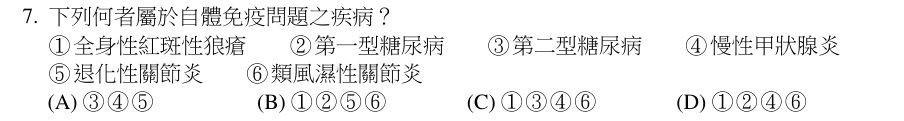 7. 下列何者屬於自體免疫問題之疾病？
①全身性紅斑性狼瘡 ②第一型糖尿病 ③第二型糖尿病 ④慢性甲狀腺炎
⑤退化性關節炎 ⑥類風濕性關節炎
(A) ③④⑤ (B) ①②⑤⑥ (C) ①③④⑥ (D) ①②④⑥